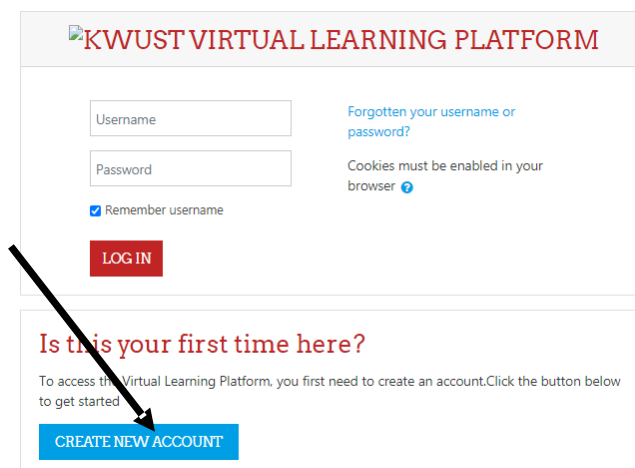 KWUST VIRTUAL LEARNING PLATFORM
Username
Password
Remember username
LOG IN
Forgotten your username or
password?
Cookies must be enabled in your
browser
Is this your first time here?
To access the Virtual Learning Platform, you first need to create an account.Click the button below
to get started
CREATE NEW ACCOUNT